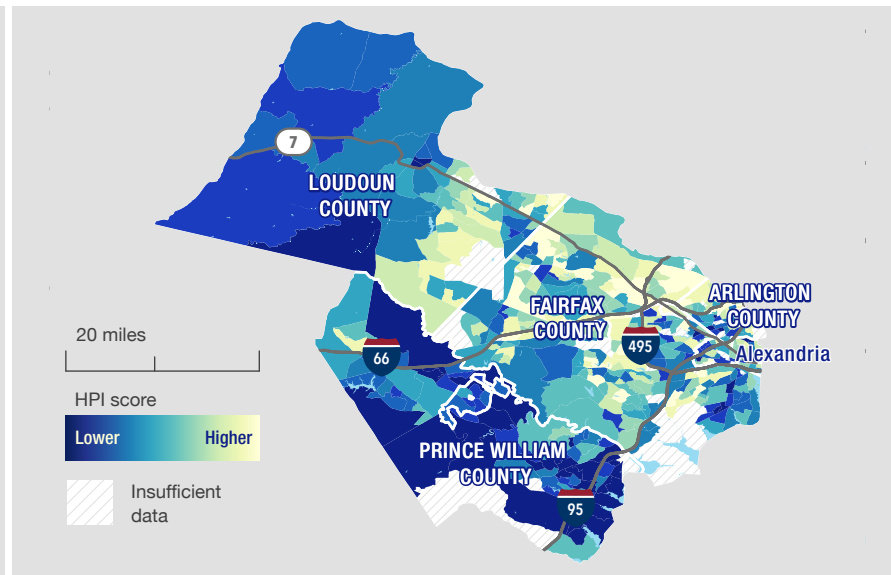 7
LOUDOUN
COUNTY
ARLINGTON
COUNTY
FAIRFAX
COUNTY
20 miles
495
Alexandria
66
HPI score
Lower
Higher
PRINCE WILLIAM
COUNTY
Insufficient
data
95